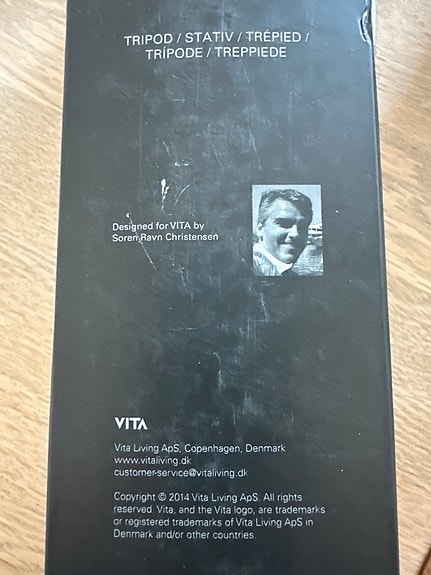 TRIPOD / STATIV / TRÉPIED /
TRÍPODE / TREPPIEDE
Designed for VITA by
Soren Ravn Christensen
VITA
Vita Living ApS, Copenhagen, Denmark
www.vitaliving.dk
customer-service@vitaliving.dk
Copyright © 2014 Vita Living ApS. All rights
reserved. Vita, and the Vita logo, are trademarks
or registered trademarks of Vita Living ApS in
Denmark and/or other countries.